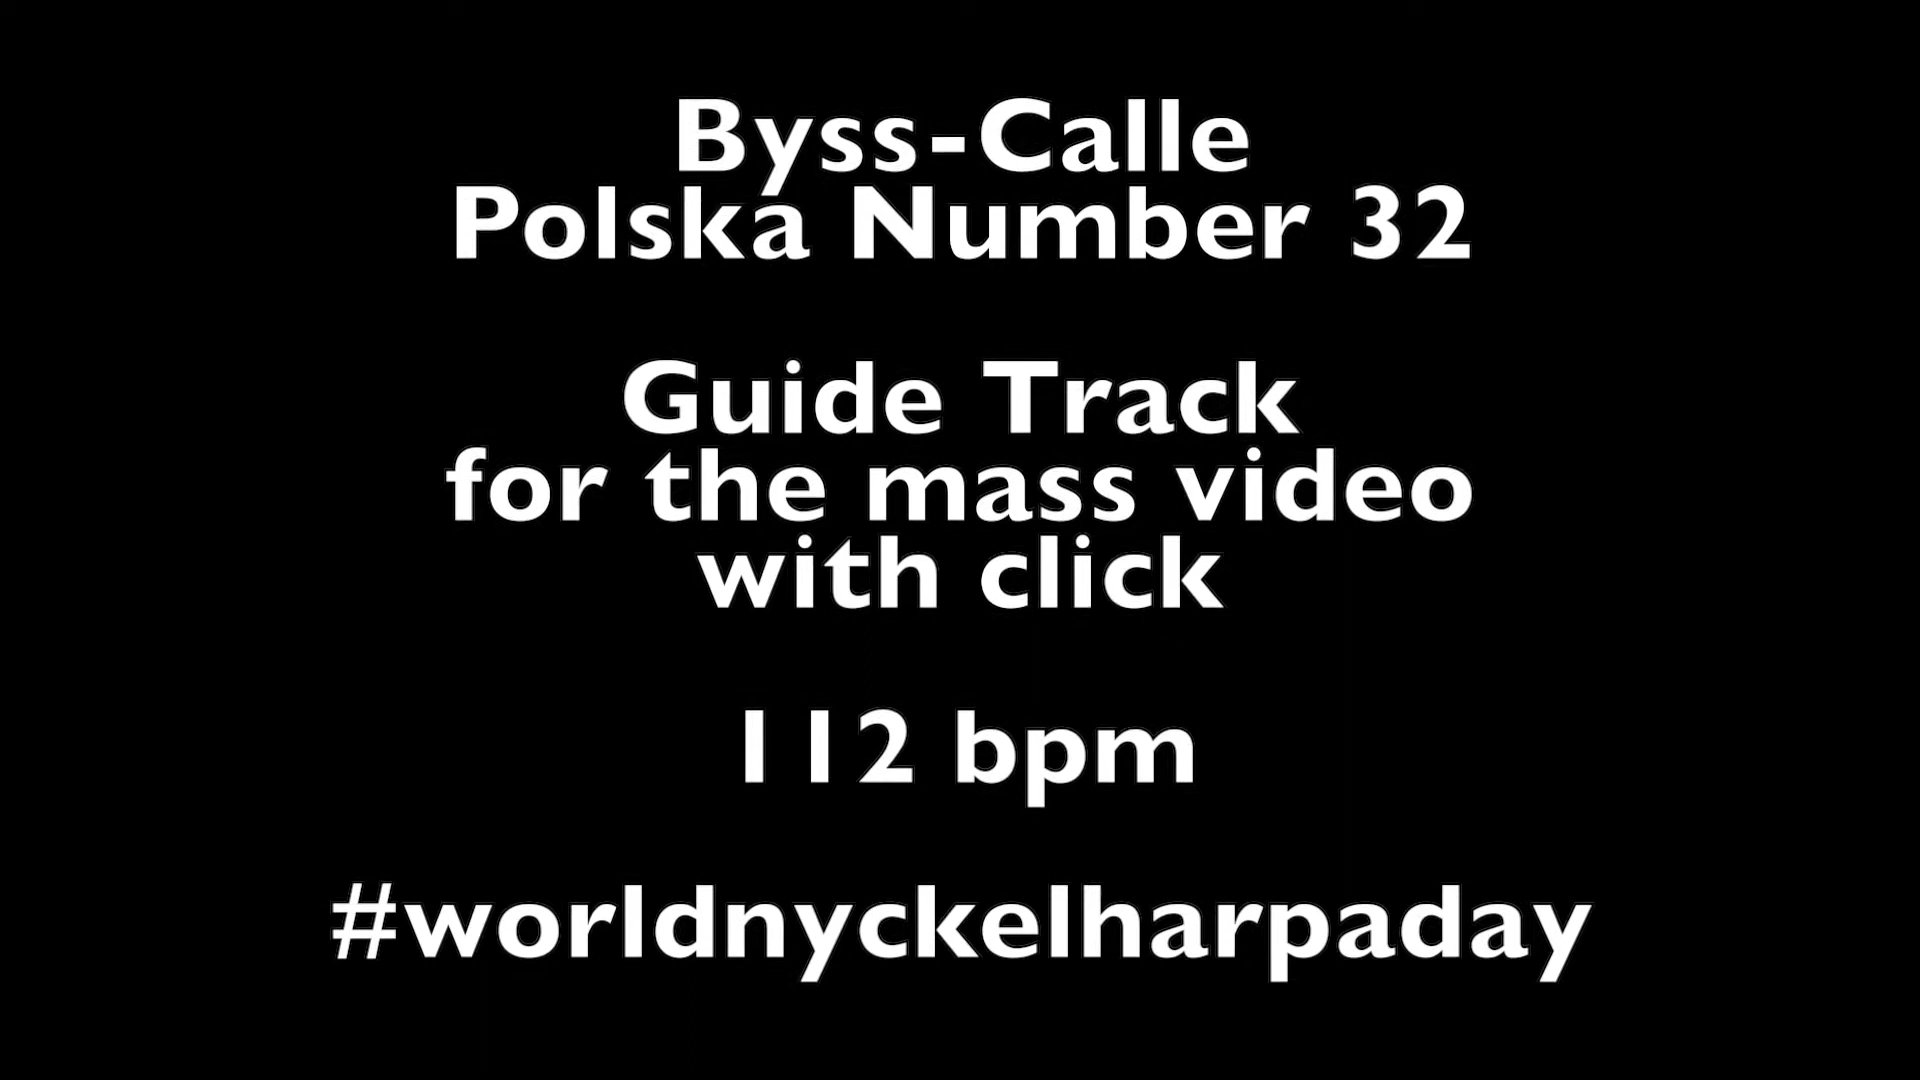 Byss-Calle
Polska Number 32
Guide Track
for the mass video
with click
112 bpm
#worldnyckelharpaday